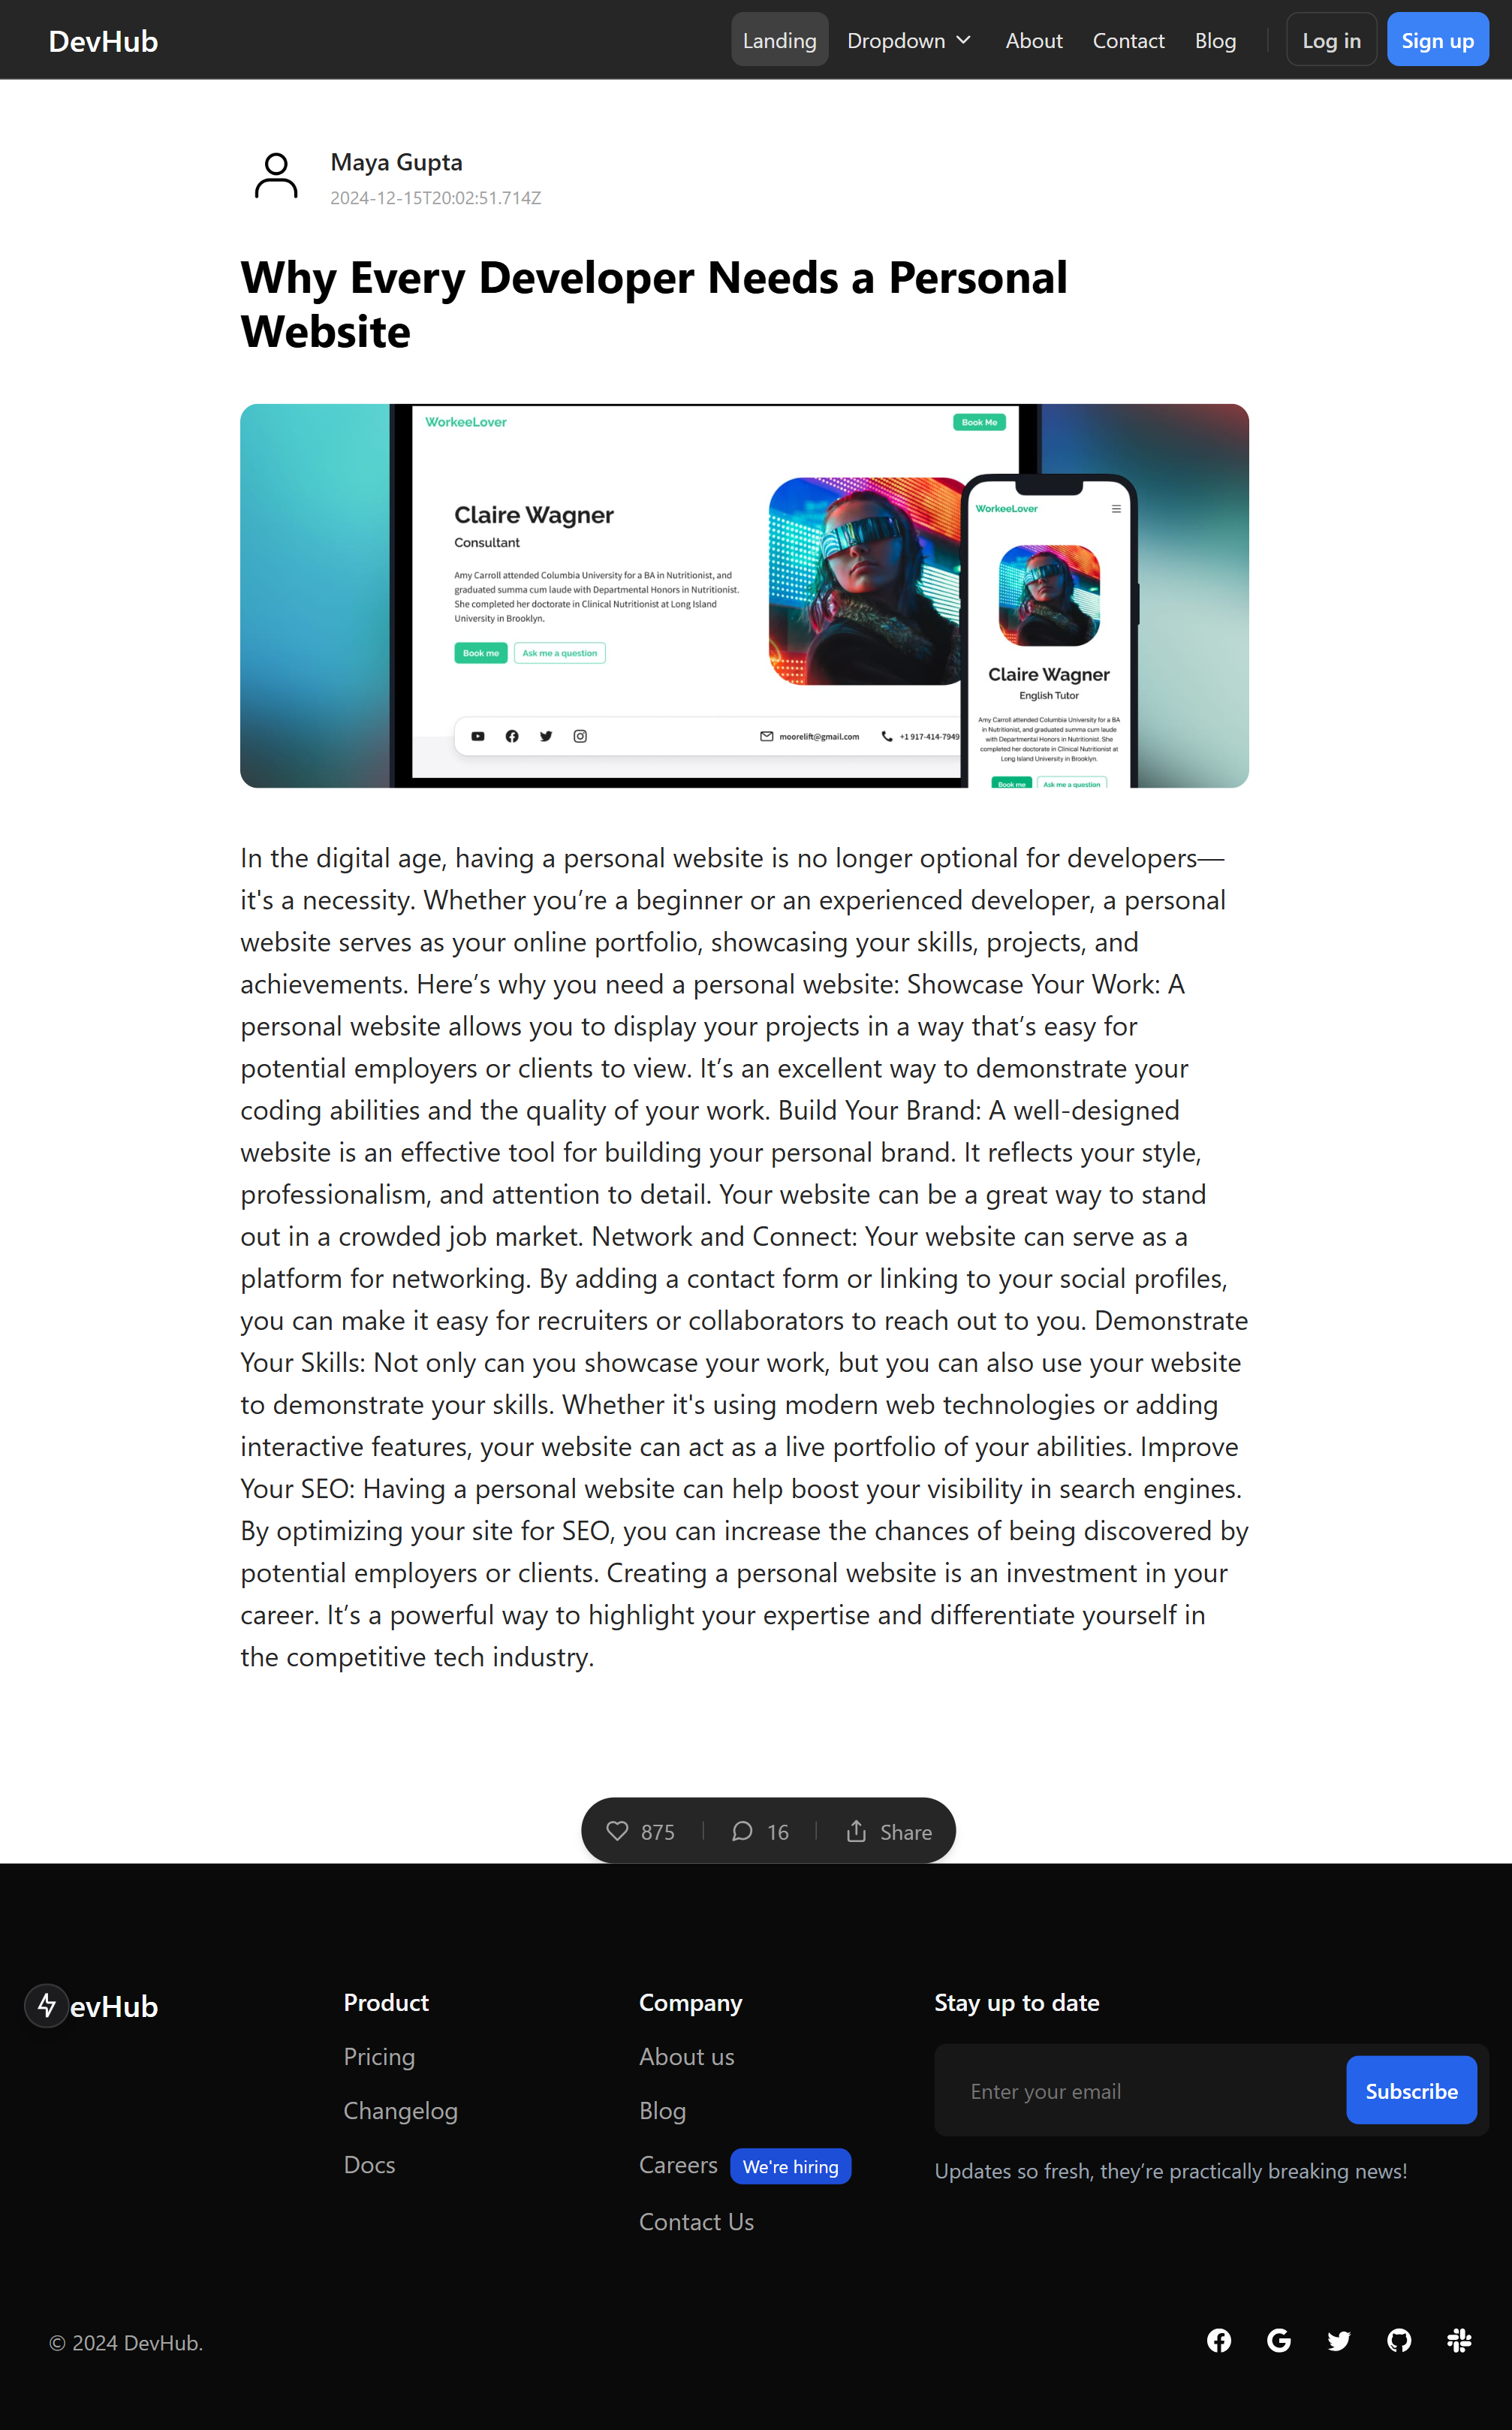 DevHub
Landing
Dropdown
About
Contact
Blog
Log in
Sign up
Maya Gupta
2024-12-15T20:02:51.714Z
Why Every Developer Needs a Personal
Website
WorkeeLover
Book Me
Claire Wagner
Consultant
Amy Carroll attended Columbia University for a BA in Nutritionist, and
graduated summa cum laude with Departmental Honors in Nutritionist.
She completed her doctorate in Clinical Nutritionist at Long Island
University in Brooklyn.
Book me
Ask me a question
moorelift@gmail.com
+1 917-414-7949
WorkeeLover
Claire Wagner
English Tutor
Amy Carroll attended Columbia University for a BA
in Nutritionist, and graduated summa cum laude
with Departmental Honors in Nutritionist. She
completed her doctorate in Clinical Nutritionist at
Long Island University in Brooklyn.
Book me
Ask me a question
In the digital age, having a personal website is no longer optional for developers—
it's a necessity. Whether you’re a beginner or an experienced developer, a personal
website serves as your online portfolio, showcasing your skills, projects, and
achievements. Here’s why you need a personal website: Showcase Your Work: A
personal website allows you to display your projects in a way that’s easy for
potential employers or clients to view. It’s an excellent way to demonstrate your
coding abilities and the quality of your work. Build Your Brand: A well-designed
website is an effective tool for building your personal brand. It reflects your style,
professionalism, and attention to detail. Your website can be a great way to stand
out in a crowded job market. Network and Connect: Your website can serve as a
platform for networking. By adding a contact form or linking to your social profiles,
you can make it easy for recruiters or collaborators to reach out to you. Demonstrate
Your Skills: Not only can you showcase your work, but you can also use your website
to demonstrate your skills. Whether it's using modern web technologies or adding
interactive features, your website can act as a live portfolio of your abilities. Improve
Your SEO: Having a personal website can help boost your visibility in search engines.
By optimizing your site for SEO, you can increase the chances of being discovered by
potential employers or clients. Creating a personal website is an investment in your
career. It’s a powerful way to highlight your expertise and differentiate yourself in
the competitive tech industry.
875
16
Share
evHub
Product
Pricing
Changelog
Docs
Company
About us
Blog
Careers
We're hiring
Contact Us
Stay up to date
Enter your email
Subscribe
Updates so fresh, they’re practically breaking news!
© 2024 DevHub.